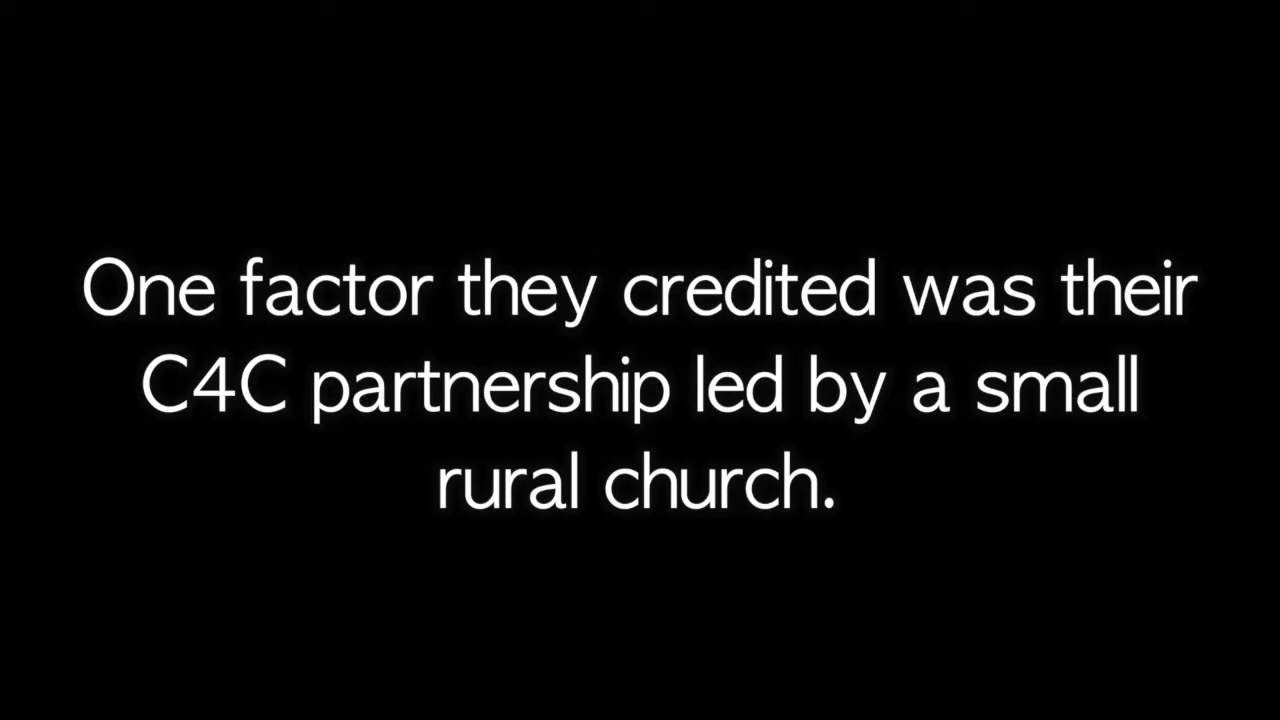 One factor they credited was their
C4C partnership led by a small
rural church.